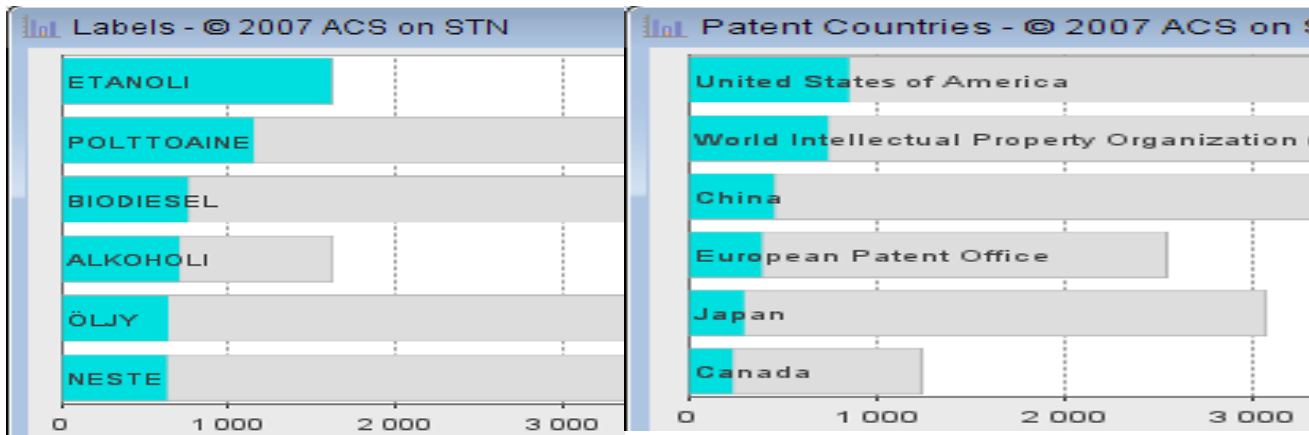 Labels - © 2007 ACS on STN
ETANOLI
POLTTOAINE
BIODIESEL
ALKOHOLI
ÖLJY
NESTE
0 1 000 2 000 3 000
Patent Countries - © 2007 ACS on
United States of America
World Intellectual Property Organization
China
European Patent Office
Japan
Canada
0 1 000 2 000 3 000